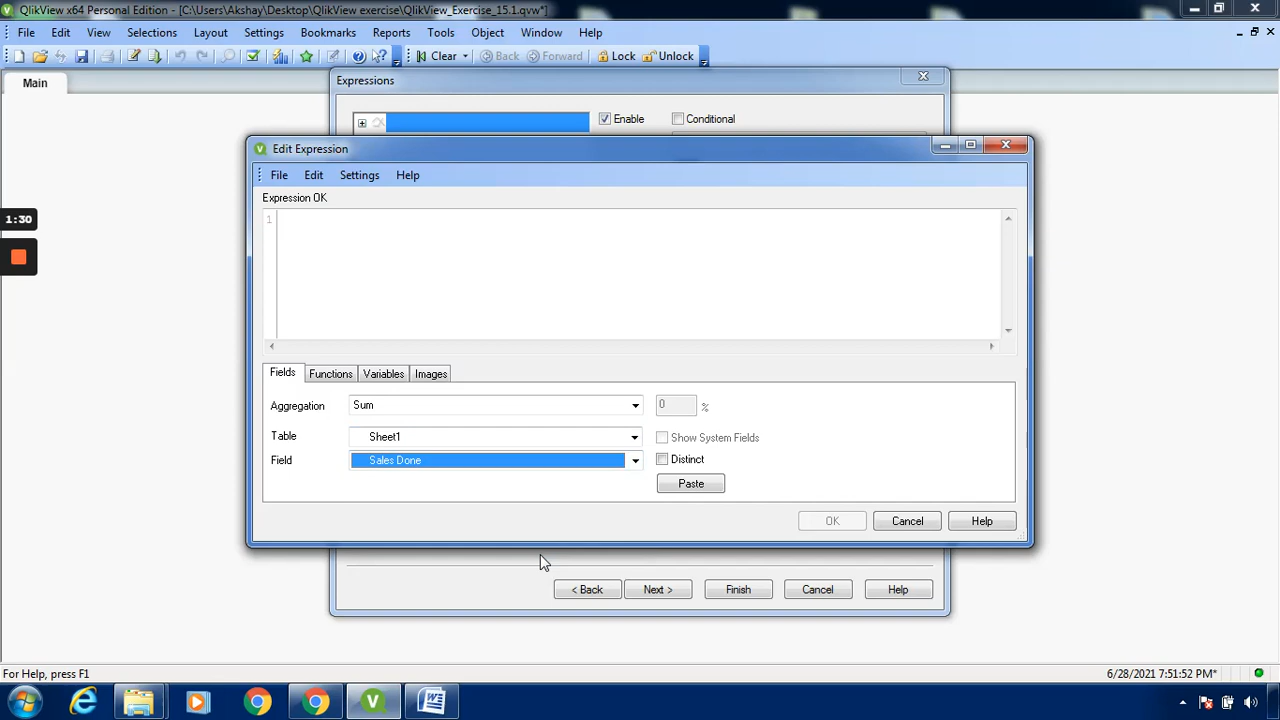 QlikView x64 Personal Edition - [C:\Users\Akshay\Desktop\QlikView exercise\QlikView_Exercise_15.1.qvw*]
File Edit View Selections Layout Settings Bookmarks Reports Tools Object Window Help
Clear Back Forward Lock Unlock
Main
Expressions
Enable Conditional
Edit Expression
File Edit Settings Help
Expression OK
1
1:30
Fields Functions Variables Images
Aggregation Sum 0 %
Table Sheet1 Show System Fields
Field Sales Done Distinct
Paste
OK Cancel Help
< Back Next > Finish Cancel Help
For Help, press F1 6/28/2021 7:51:52 PM*